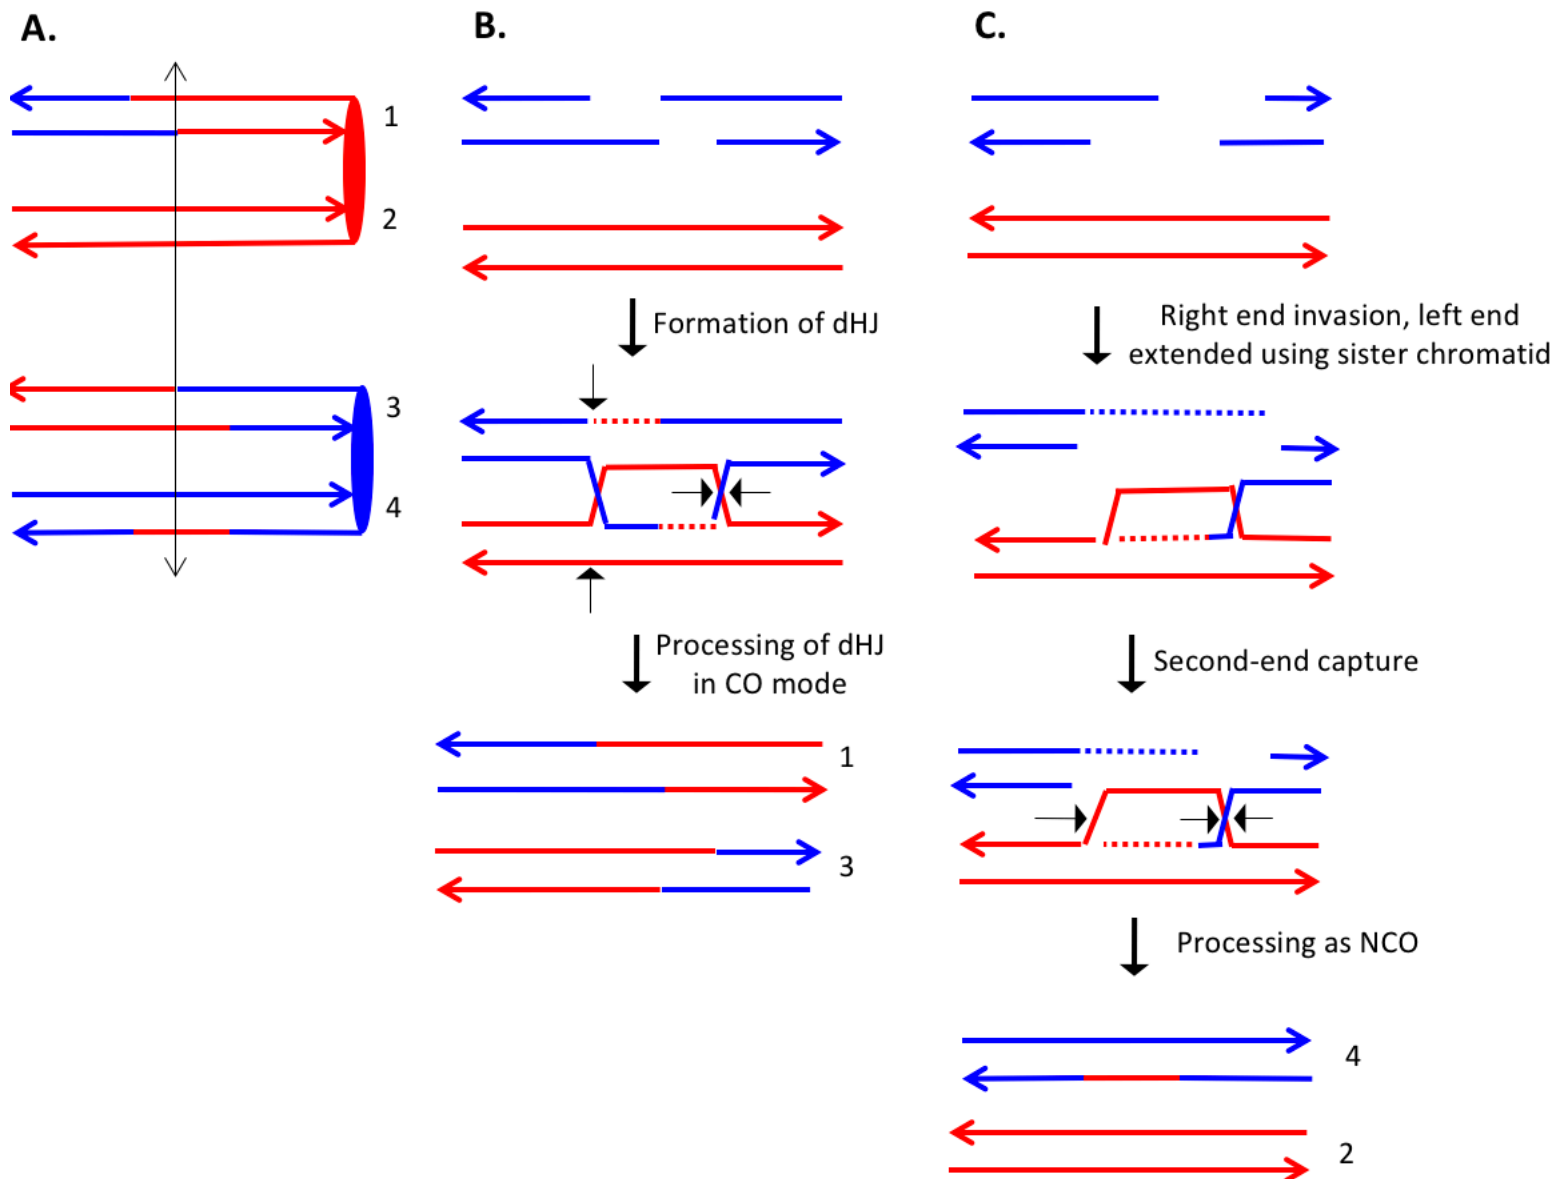 A.
1
2
3
4
B.
Formation of dHJ
Processing of dHJ
in CO mode
1
3
C.
Right end invasion, left end
extended using sister chromatid
Second-end capture
Processing as NCO
4
2